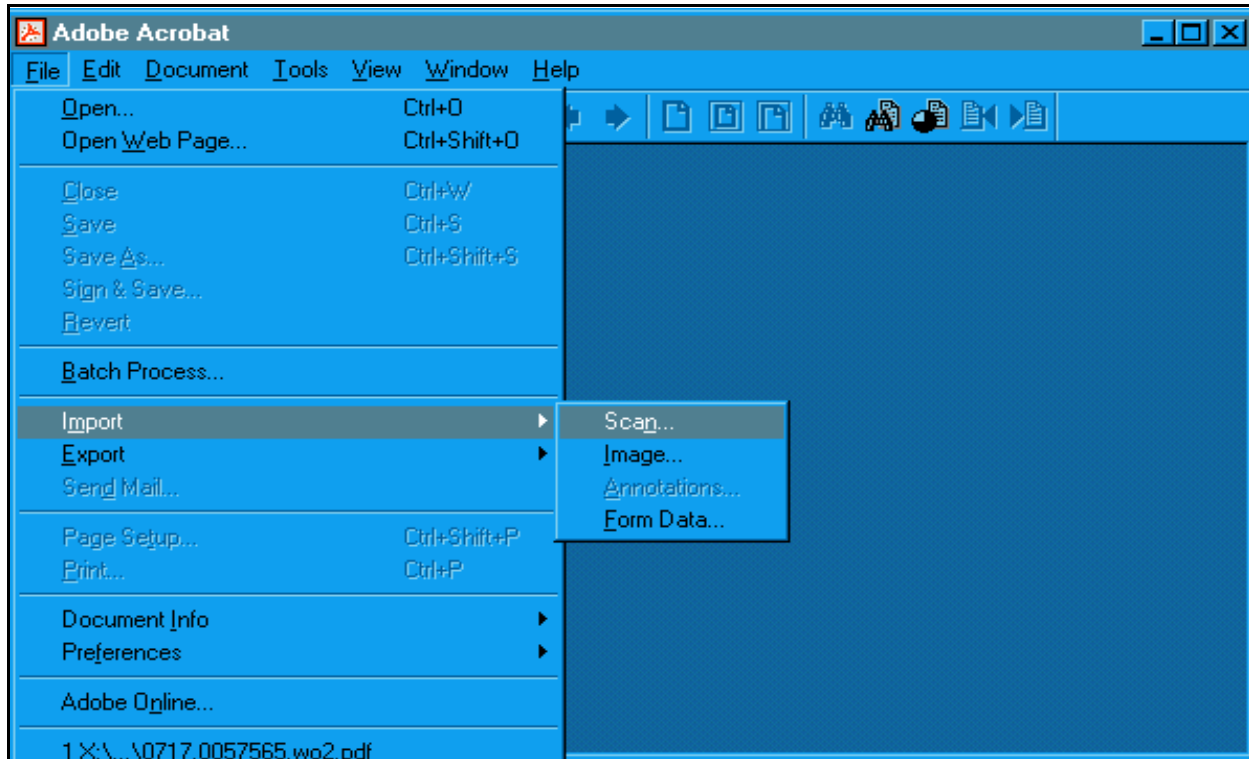 Adobe Acrobat
File Edit Document Tools View Window Help
Open... Ctrl+O
Open Web Page... Ctrl+Shift+O
Close Ctrl+W
Save Ctrl+S
Save As... Ctrl+Shift+S
Sign & Save...
Revert
Batch Process...
Import Scan...
Export Image...
Send Mail... Annotations...
Form Data...
Page Setup... Ctrl+Shift+P
Print... Ctrl+P
Document Info
Preferences
Adobe Online...
1 X:\...\0717.0057565.wo2.pdf